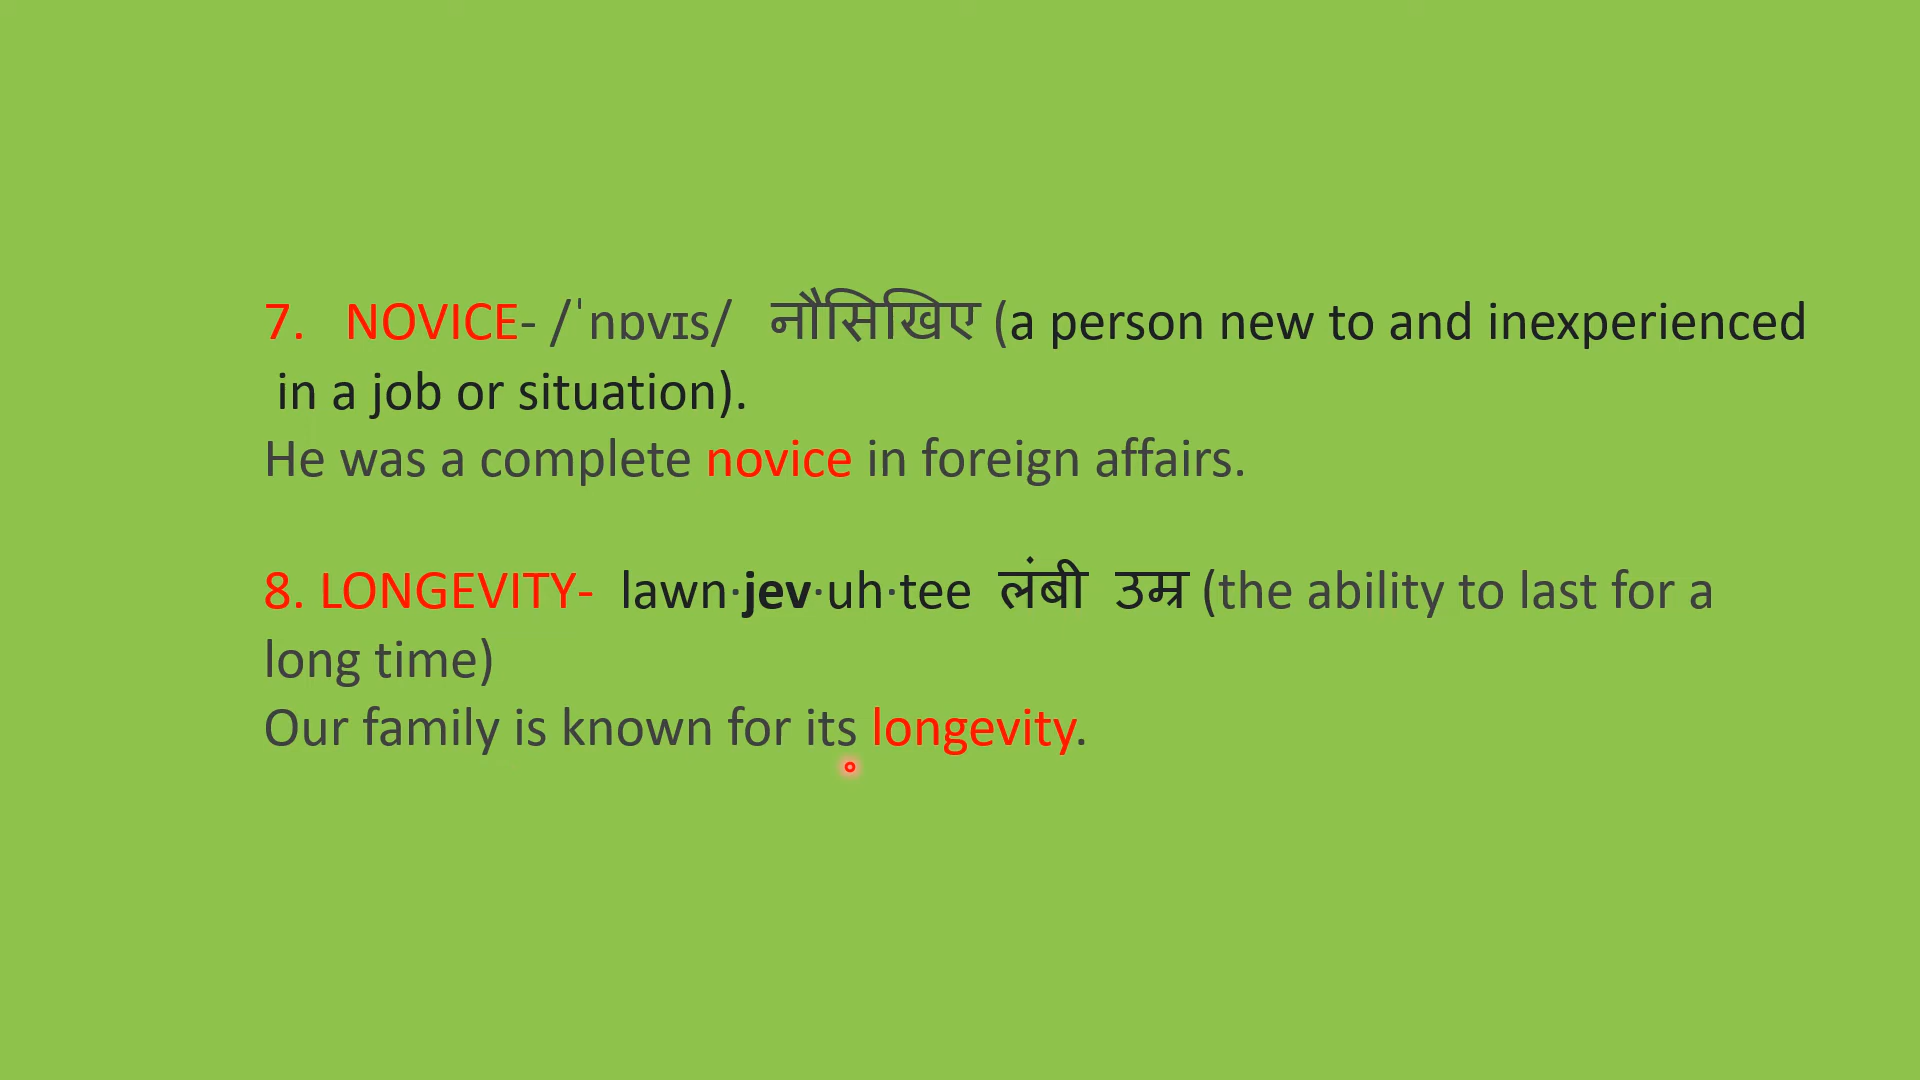 7. NOVICE- /ˈnɒvɪs/ नौसिखिए (a person new to and inexperienced
in a job or situation).
He was a complete novice in foreign affairs.
8. LONGEVITY- lawn·jev·uh·tee लंबी उम्र (the ability to last for a
long time)
Our family is known for its longevity.